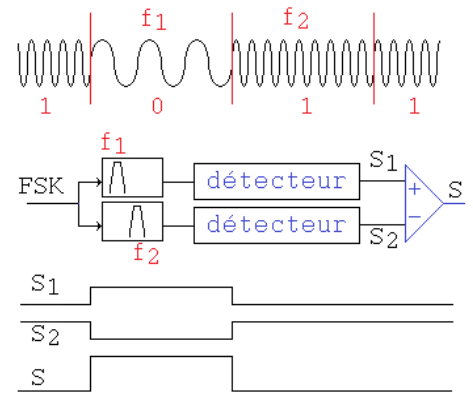 f1 f2
1 0 1 1
f1
FSK détecteur S1 + S
détecteur S2 −
f2
S1
S2
S